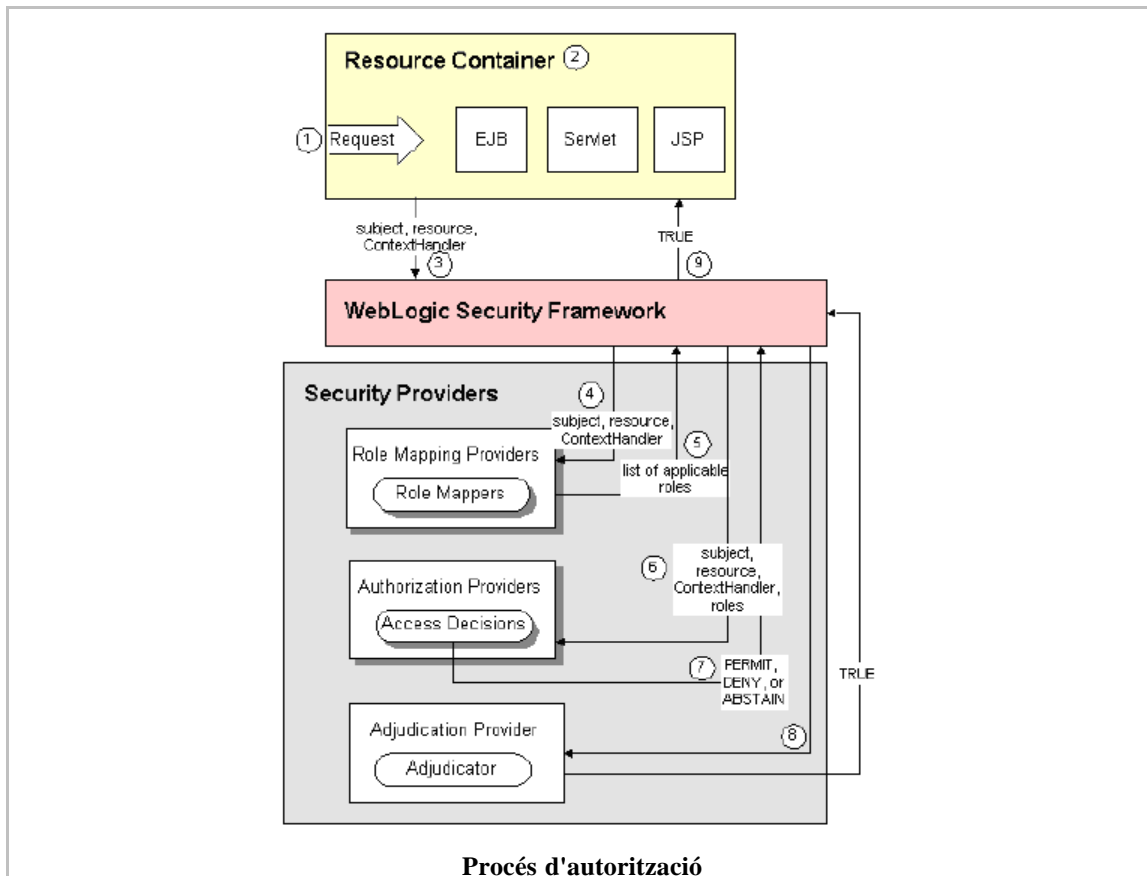 Resource Container 2
1 Request
EJB
Servlet
JSP
subject, resource,
ContextHandler
3
TRUE
9
WebLogic Security Framework
Security Providers
4
subject, resource,
ContextHandler
5
list of applicable
roles
Role Mapping Providers
Role Mappers
6
subject,
resource,
ContextHandler,
roles
Authorization Providers
Access Decisions
7
PERMIT,
DENY, or
ABSTAIN
TRUE
8
Adjudication Provider
Adjudicator
Procés d'autorització